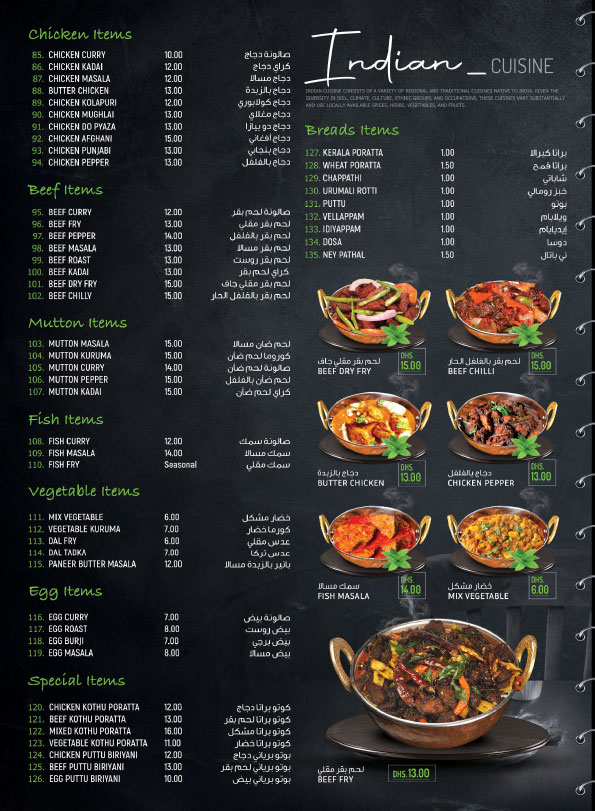 Chicken Items
85. CHICKEN CURRY 10.00 صالونة دجاج
86. CHICKEN KADAI 12.00 كراي دجاج
87. CHICKEN MASALA 12.00 دجاج مسالا
88. BUTTER CHICKEN 13.00 دجاج بالزبدة
89. CHICKEN KOLAPURI 12.00 دجاج كولابوري
90. CHICKEN MUGHLAI 13.00 دجاج مغلاي
91. CHICKEN DO PYAZA 13.00 دجاج دو بيازا
92. CHICKEN AFGHANI 15.00 دجاج أفغاني
93. CHICKEN PUNJABI 13.00 دجاج بنجابي
94. CHICKEN PEPPER 13.00 دجاج بالفلفل
Beef Items
95. BEEF CURRY 12.00 صالونة لحم بقر
96. BEEF FRY 13.00 لحم بقر مقلي
97. BEEF PEPPER 14.00 لحم بقر بالفلفل
98. BEEF MASALA 13.00 لحم بقر مسالا
99. BEEF ROAST 13.00 لحم بقر روست
100. BEEF KADAI 13.00 كراي لحم بقر
101. BEEF DRY FRY 15.00 لحم بقر مقلي جاف
102. BEEF CHILLY 15.00 لحم بقر بالفلفل الحار
Mutton Items
103. MUTTON MASALA 15.00 لحم ضان مسالا
104. MUTTON KURUMA 15.00 كوروما لحم ضأن
105. MUTTON CURRY 14.00 صالونة لحم ضأن
106. MUTTON PEPPER 15.00 لحم ضأن بالفلفل
107. MUTTON KADAI 15.00 كراي لحم ضأن
Fish Items
108. FISH CURRY 12.00 صالونة سمك
109. FISH MASALA 14.00 سمك مسالا
110. FISH FRY Seasonal سمك مقلي
Vegetable Items
111. MIX VEGETABLE 6.00 خضار مشكل
112. VEGETABLE KURUMA 7.00 كورما خضار
113. DAL FRY 6.00 عدس مقلي
114. DAL TADKA 7.00 عدس تركا
115. PANEER BUTTER MASALA 12.00 بانير بالزبدة مسالا
Egg Items
116. EGG CURRY 7.00 صالونة بيض
117. EGG ROAST 8.00 بيض روست
118. EGG BURJI 7.00 بيض برجي
119. EGG MASALA 8.00 بيض مسالا
Special Items
120. CHICKEN KOTHU PORATTA 12.00 كوتو براتا دجاج
121. BEEF KOTHU PORATTA 13.00 كوتو براتا لحم بقر
122. MIXED KOTHU PORATTA 16.00 كوتو براتا مشكل
123. VEGETABLE KOTHU PORATTA 11.00 كوتو براتا خضار
124. CHICKEN PUTTU BIRIYANI 12.00 بوتو برياني دجاج
125. BEEF PUTTU BIRIYANI 13.00 بوتو برياني لحم بقر
126. EGG PUTTU BIRIYANI 10.00 بوتو برياني بيض
Indian_CUISINE
INDIAN CUISINE CONSISTS OF A VARIETY OF REGIONAL AND TRADITIONAL CUISINES NATIVE TO INDIA. GIVEN THE
DIVERSITY IN SOIL, CLIMATE, CULTURE, ETHNIC GROUPS, AND OCCUPATIONS, THESE CUISINES VARY SUBSTANTIALLY
AND USE LOCALLY AVAILABLE SPICES, HERBS, VEGETABLES, AND FRUITS.
Breads Items
127. KERALA PORATTA 1.00 براتا كيرالا
128. WHEAT PORATTA 1.50 براتا قمح
129. CHAPPATHI 1.00 شاباتي
130. URUMALI ROTTI 1.00 خبز رومالي
131. PUTTU 1.00 بوتو
132. VELLAPPAM 1.00 ويلابام
133. IDIYAPPAM 1.00 إيديابام
134. DOSA 1.00 دوسا
135. NEY PATHAL 1.50 ني باتال
لحم بقر مقلي جاف
BEEF DRY FRY
DHS. 15.00
لحم بقر بالفلفل الحار
BEEF CHILLI
DHS. 15.00
دجاج بالزبدة
BUTTER CHICKEN
DHS. 13.00
دجاج بالفلفل
CHICKEN PEPPER
DHS. 13.00
سمك مسالا
FISH MASALA
DHS. 14.00
خضار مشكل
MIX VEGETABLE
DHS. 6.00
لحم بقر مقلي
BEEF FRY
DHS. 13.00